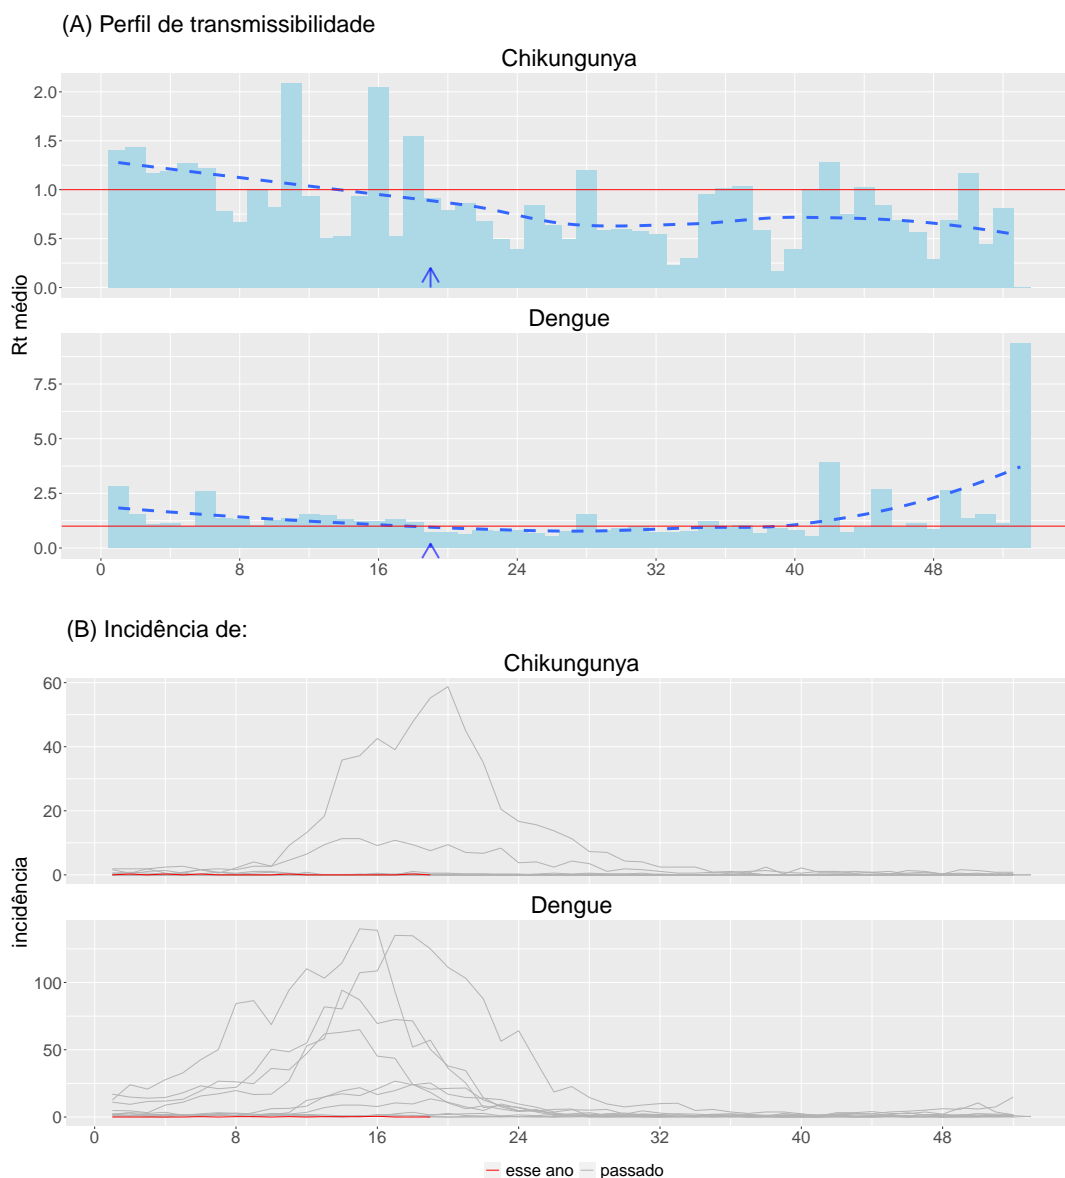 (A) Perfil de transmissibilidade
Chikungunya
2.0
1.5
1.0
0.5
0.0
Rt médio
Dengue
7.5
5.0
2.5
0.0
0 8 16 24 32 40 48
(B) Incidência de:
Chikungunya
60
40
20
0
incidência
Dengue
100
50
0
0 8 16 24 32 40 48
esse ano passado